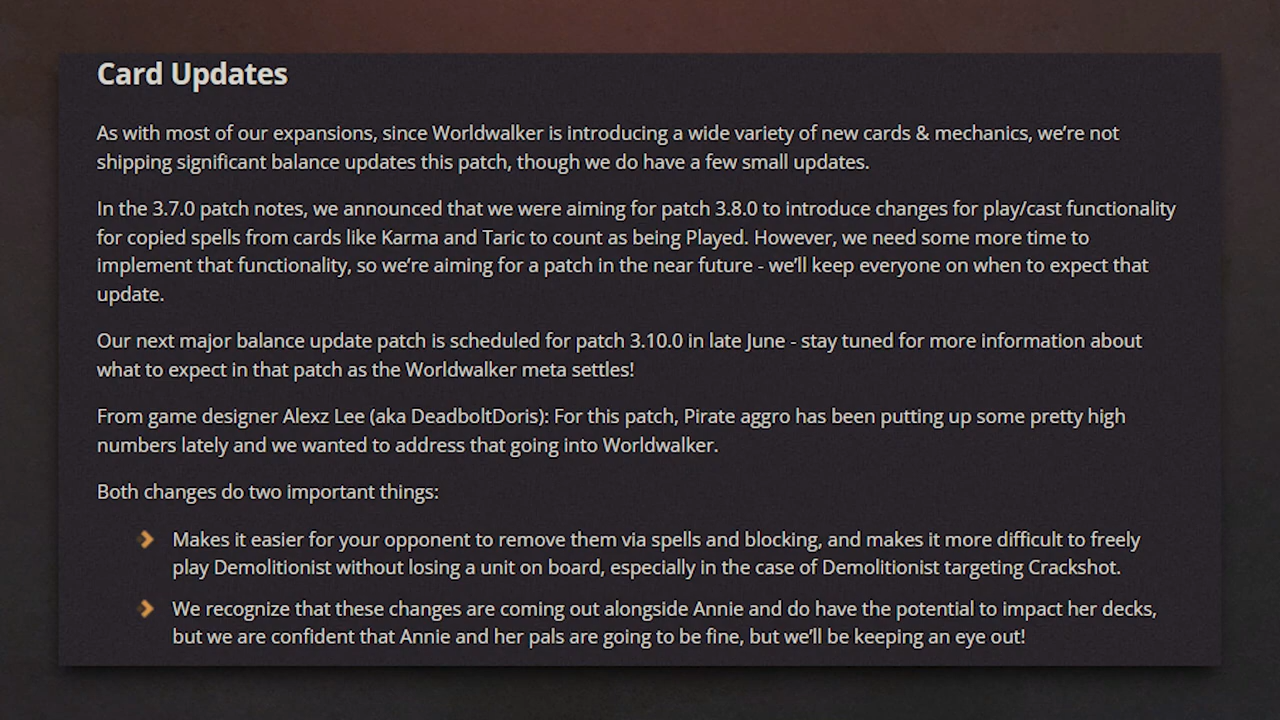 Card Updates
As with most of our expansions, since Worldwalker is introducing a wide variety of new cards & mechanics, we’re not
shipping significant balance updates this patch, though we do have a few small updates.
In the 3.7.0 patch notes, we announced that we were aiming for patch 3.8.0 to introduce changes for play/cast functionality
for copied spells from cards like Karma and Taric to count as being Played. However, we need some more time to
implement that functionality, so we’re aiming for a patch in the near future - we’ll keep everyone on when to expect that
update.
Our next major balance update patch is scheduled for patch 3.10.0 in late June - stay tuned for more information about
what to expect in that patch as the Worldwalker meta settles!
From game designer Alexz Lee (aka DeadboltDoris): For this patch, Pirate aggro has been putting up some pretty high
numbers lately and we wanted to address that going into Worldwalker.
Both changes do two important things:
Makes it easier for your opponent to remove them via spells and blocking, and makes it more difficult to freely
play Demolitionist without losing a unit on board, especially in the case of Demolitionist targeting Crackshot.
We recognize that these changes are coming out alongside Annie and do have the potential to impact her decks,
but we are confident that Annie and her pals are going to be fine, but we’ll be keeping an eye out!